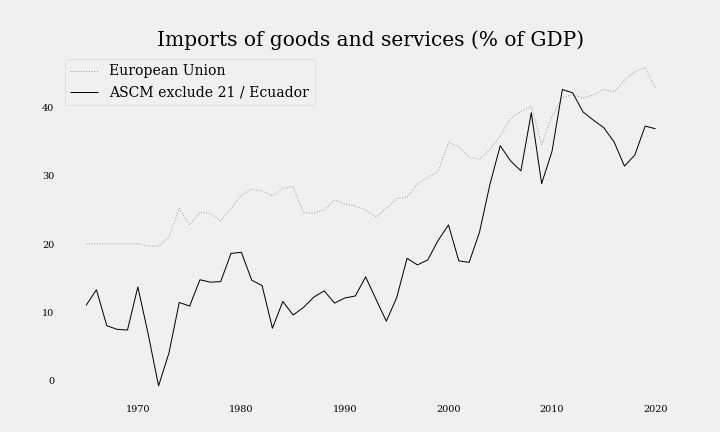 Imports of goods and services (% of GDP)
European Union
ASCM exclude 21 / Ecuador
40
30
20
10
0
1970 1980 1990 2000 2010 2020